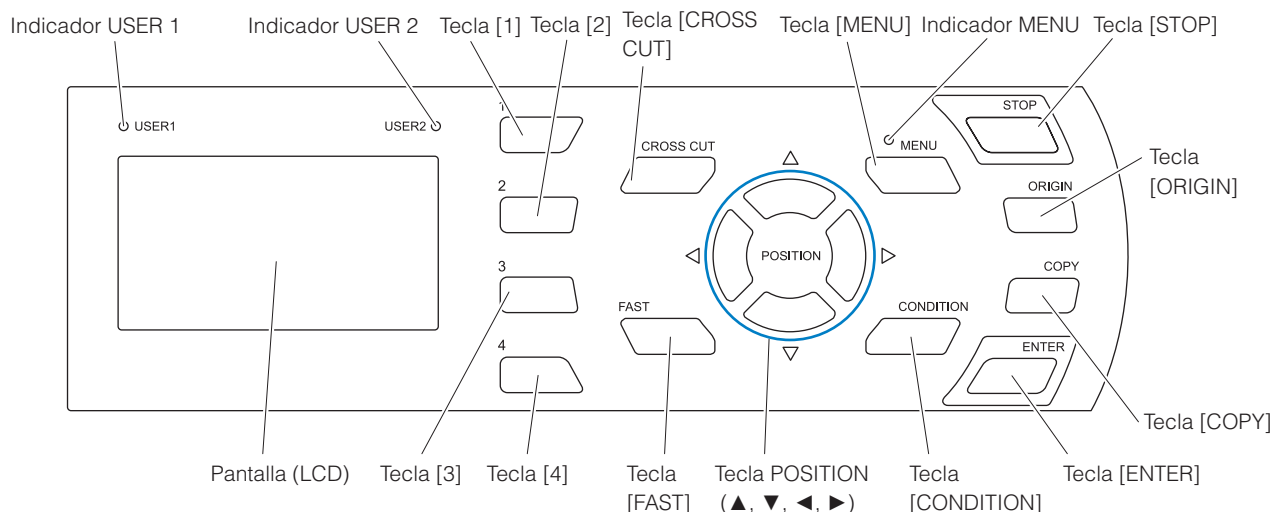 Indicador USER 1
Indicador USER 2
Tecla [1]
Tecla [2]
Tecla [CROSS
CUT]
Tecla [MENU]
Indicador MENU
Tecla [STOP]
USER1
USER2
1
STOP
CROSS CUT
MENU
Tecla
[ORIGIN]
2
ORIGIN
POSITION
3
COPY
FAST
CONDITION
4
ENTER
Tecla [COPY]
Pantalla (LCD)
Tecla [3]
Tecla [4]
Tecla
[FAST]
Tecla POSITION
(▲, ▼, ◄, ►)
Tecla
[CONDITION]
Tecla [ENTER]